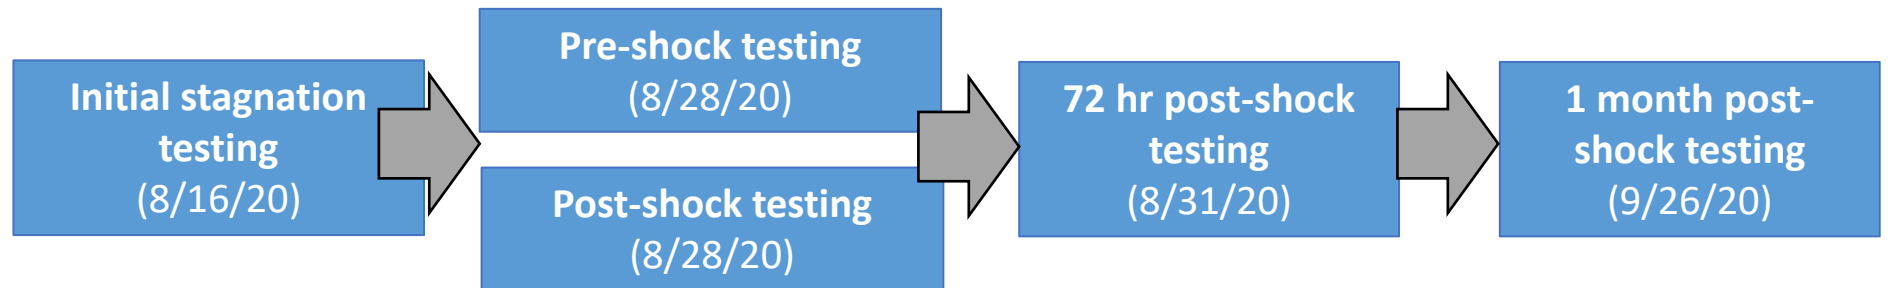 Initial stagnation
testing
(8/16/20)
Pre-shock testing
(8/28/20)
Post-shock testing
(8/28/20)
72 hr post-shock
testing
(8/31/20)
1 month post-
shock testing
(9/26/20)